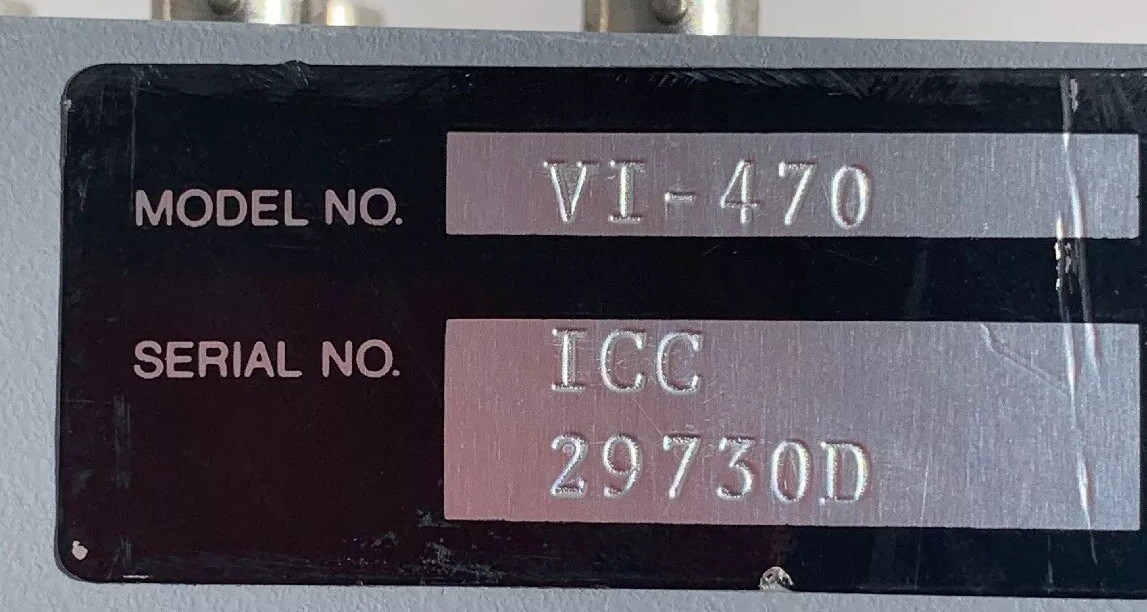 MODEL NO. VI-470
SERIAL NO. ICC
29730D